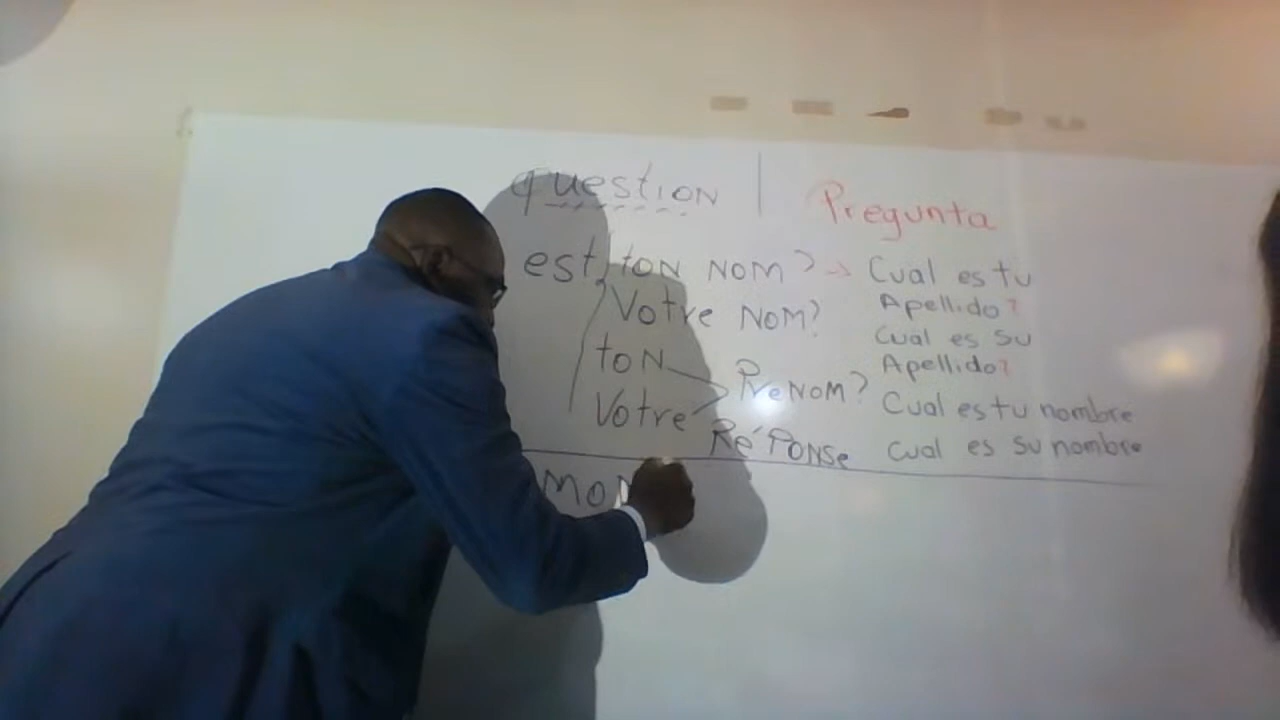 question | Pregunta
est ton nom? → Cual es tu
Apellido?
Votre nom?
Cual es su
Apellido?
ton
Votre
Prenom?
Cual es tu nombre
Cual es su nombre
Réponse
mon